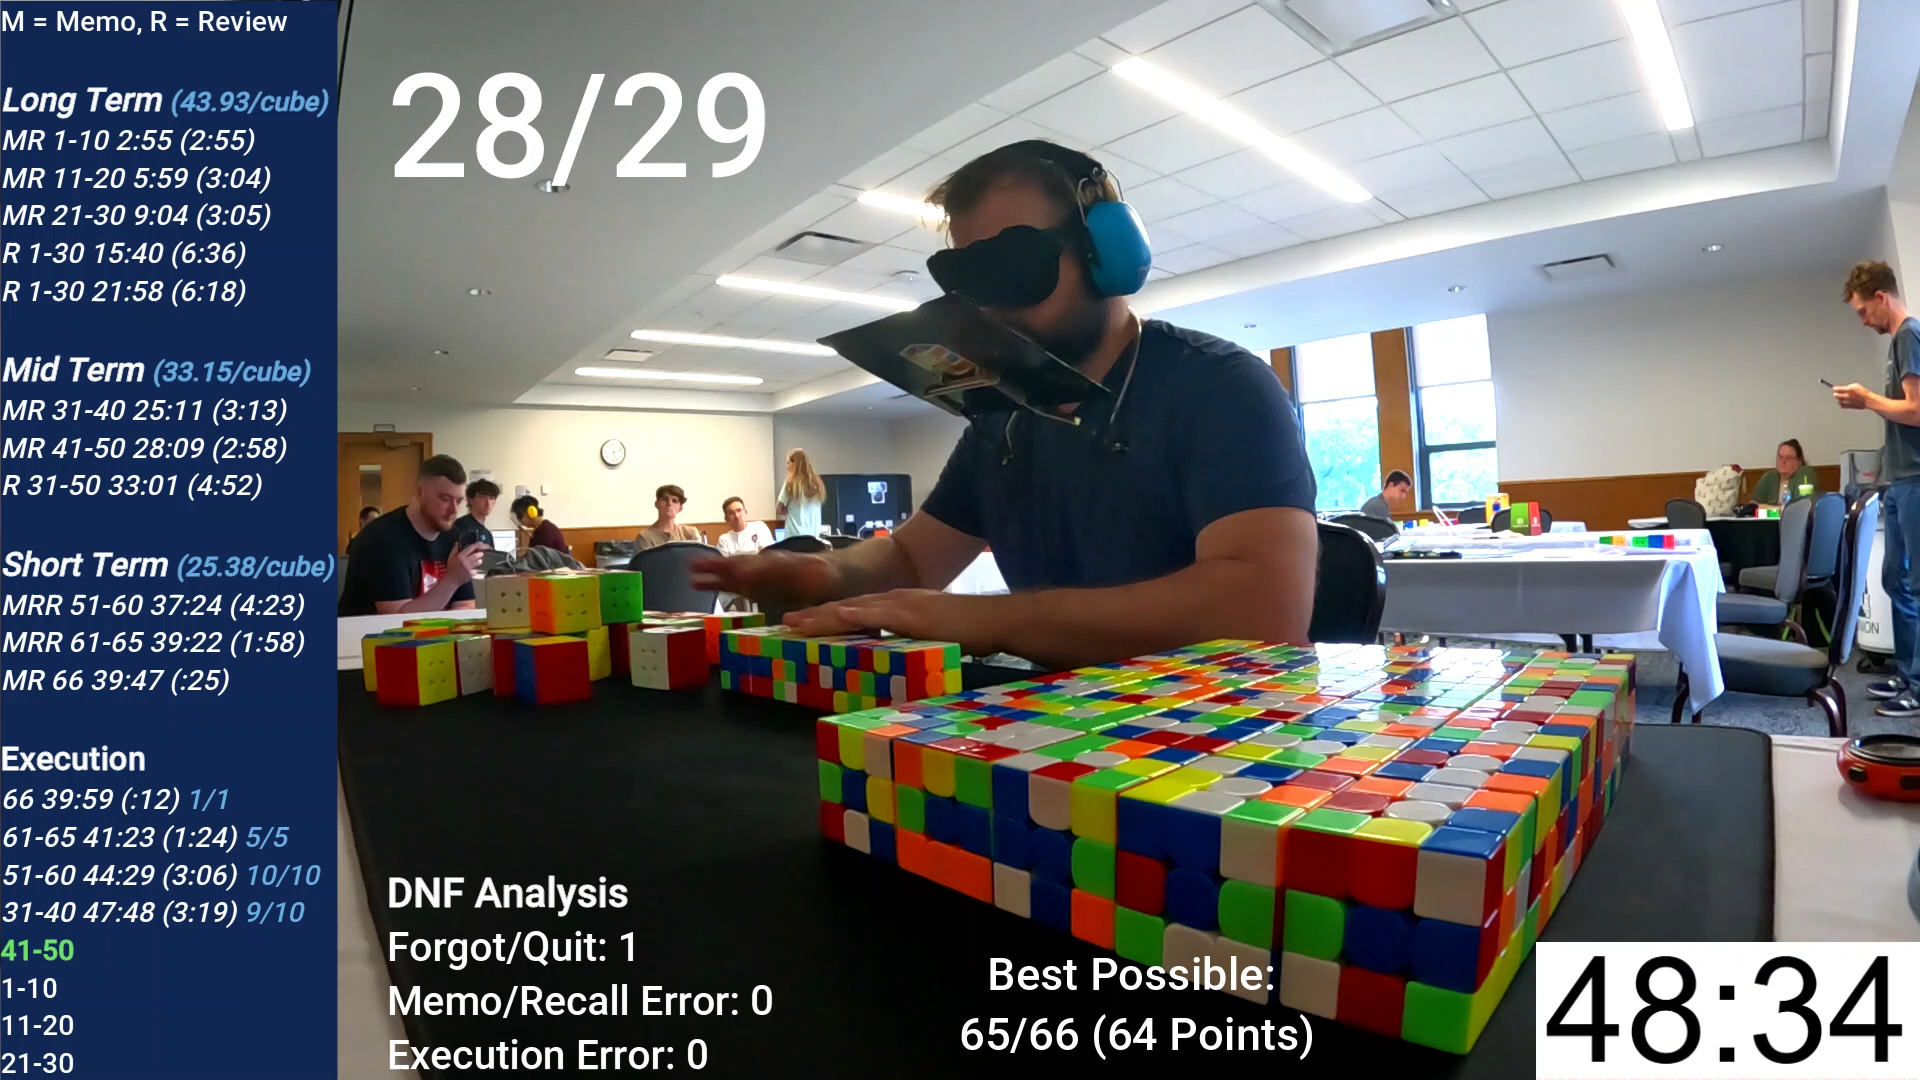 M = Memo, R = Review
Long Term (43.93/cube)
MR 1-10 2:55 (2:55)
MR 11-20 5:59 (3:04)
MR 21-30 9:04 (3:05)
R 1-30 15:40 (6:36)
R 1-30 21:58 (6:18)
Mid Term (33.15/cube)
MR 31-40 25:11 (3:13)
MR 41-50 28:09 (2:58)
R 31-50 33:01 (4:52)
Short Term (25.38/cube)
MRR 51-60 37:24 (4:23)
MRR 61-65 39:22 (1:58)
MR 66 39:47 (:25)
Execution
66 39:59 (:12) 1/1
61-65 41:23 (1:24) 5/5
51-60 44:29 (3:06) 10/10
31-40 47:48 (3:19) 9/10
41-50
1-10
11-20
21-30
28/29
DNF Analysis
Forgot/Quit: 1
Memo/Recall Error: 0
Execution Error: 0
Best Possible:
65/66 (64 Points)
48:34